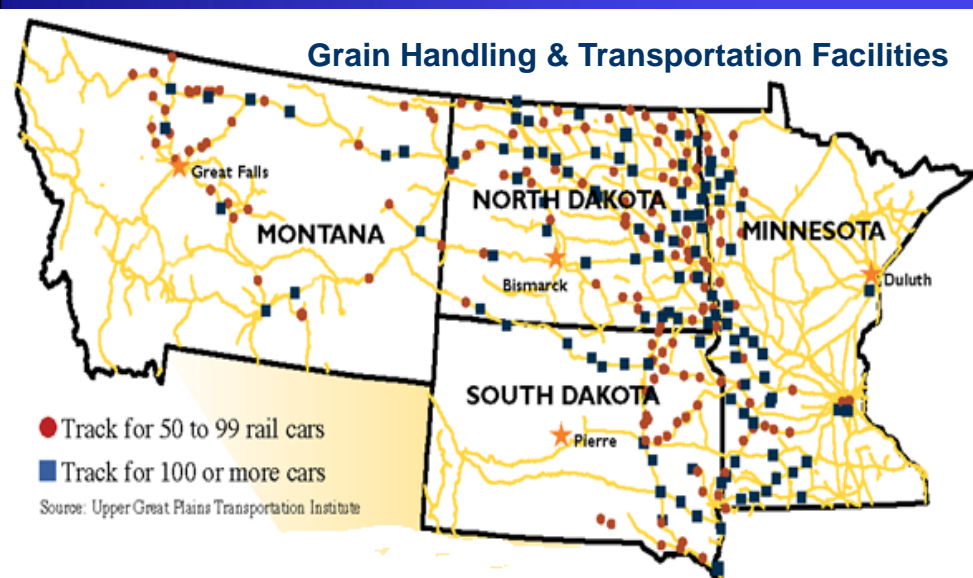 Grain Handling & Transportation Facilities
Great Falls
MONTANA
NORTH DAKOTA
Bismarck
MINNESOTA
Duluth
SOUTH DAKOTA
Pierre
Track for 50 to 99 rail cars
Track for 100 or more cars
Source: Upper Great Plains Transportation Institute